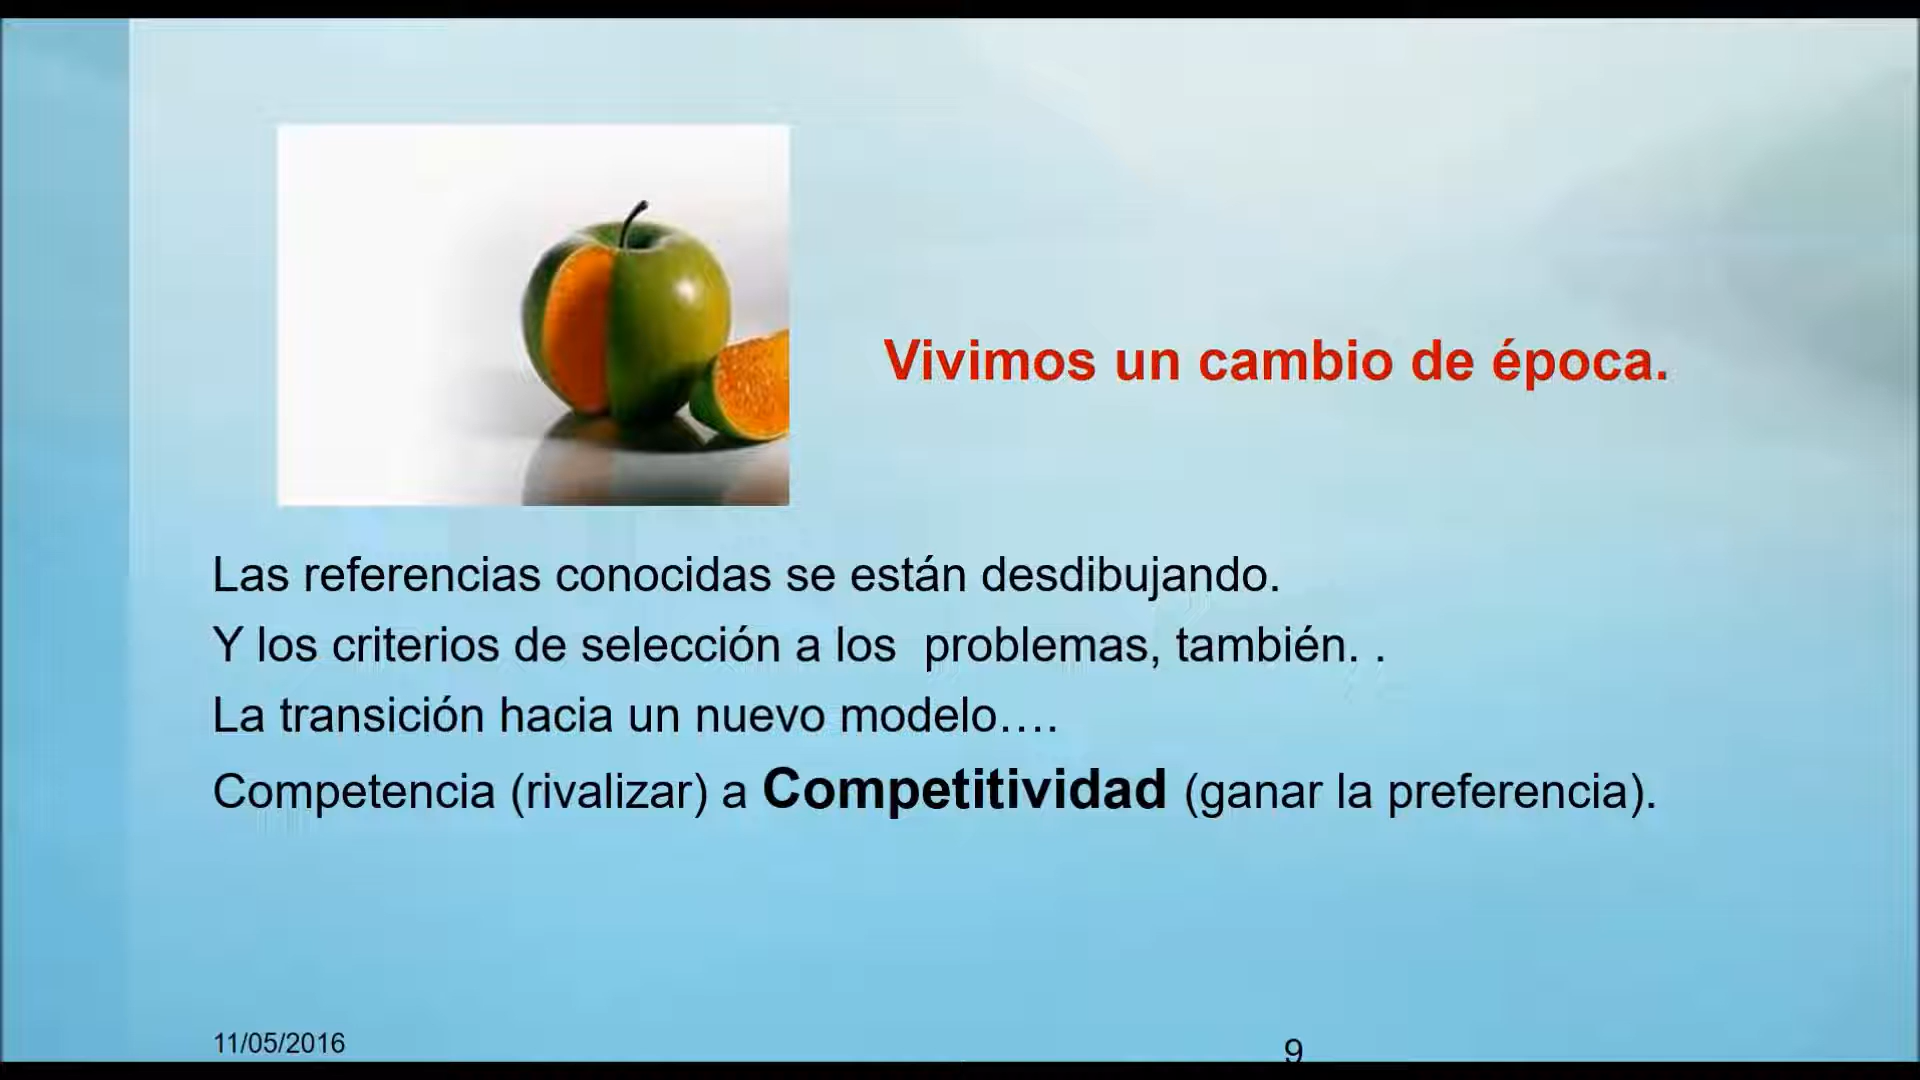 Vivimos un cambio de época.
Las referencias conocidas se están desdibujando.
Y los criterios de selección a los  problemas, también. .
La transición hacia un nuevo modelo….
Competencia (rivalizar) a Competitividad (ganar la preferencia).
11/05/2016
9